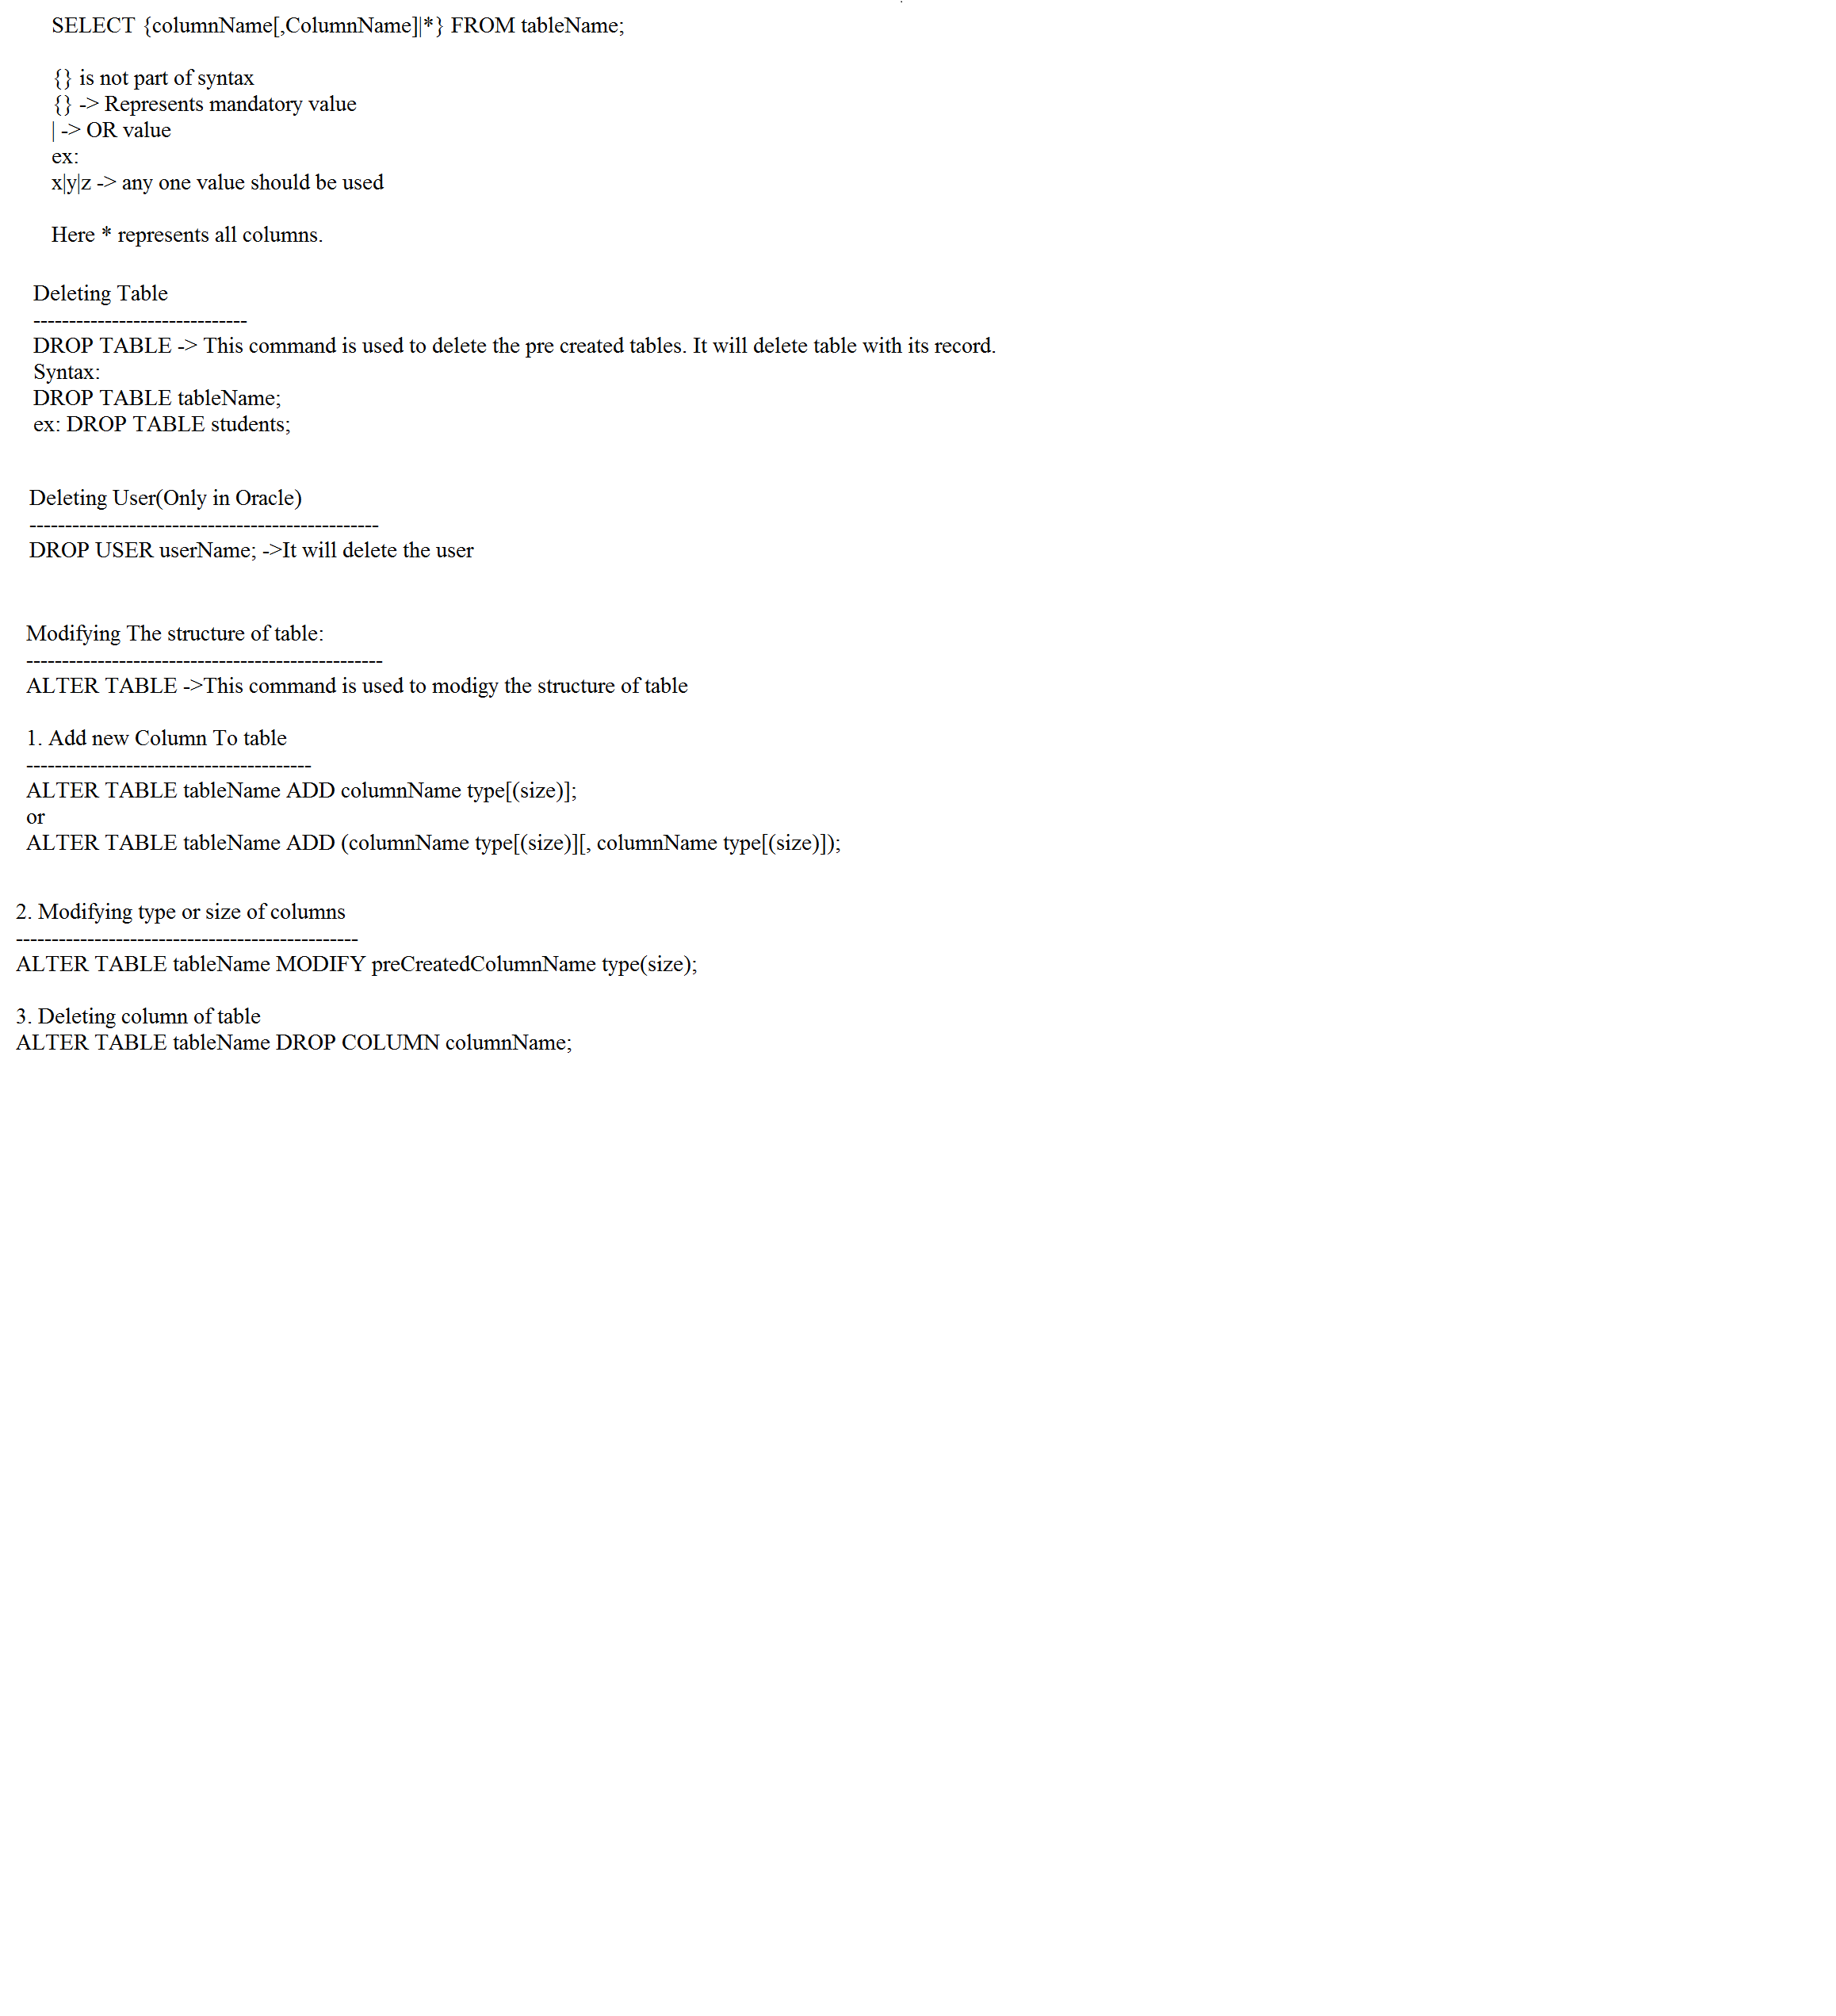 SELECT {columnName[,ColumnName]|*} FROM tableName;
{} is not part of syntax
{} -> Represents mandatory value
| -> OR value
ex:
x|y|z -> any one value should be used
Here * represents all columns.
Deleting Table
------------------------------
DROP TABLE -> This command is used to delete the pre created tables. It will delete table with its record.
Syntax:
DROP TABLE tableName;
ex: DROP TABLE students;
Deleting User(Only in Oracle)
-------------------------------------------------
DROP USER userName; ->It will delete the user
Modifying The structure of table:
--------------------------------------------------
ALTER TABLE ->This command is used to modigy the structure of table
1. Add new Column To table
----------------------------------------
ALTER TABLE tableName ADD columnName type[(size)];
or
ALTER TABLE tableName ADD (columnName type[(size)][, columnName type[(size)]);
2. Modifying type or size of columns
------------------------------------------------
ALTER TABLE tableName MODIFY preCreatedColumnName type(size);
3. Deleting column of table
ALTER TABLE tableName DROP COLUMN columnName;